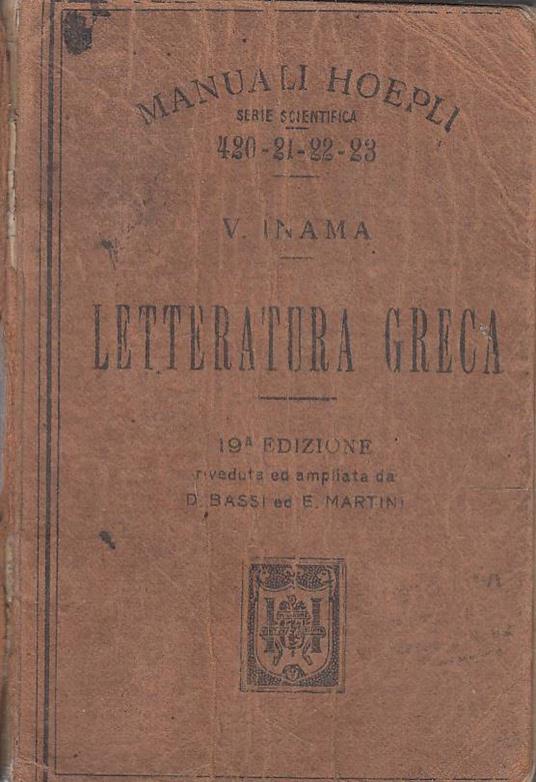 MANUALI HOEPLI
SERIE SCIENTIFICA
420-21-22-23
V. INAMA
LETTERATURA GRECA
19ª EDIZIONE
riveduta ed ampliata da
D. BASSI ed E. MARTINI